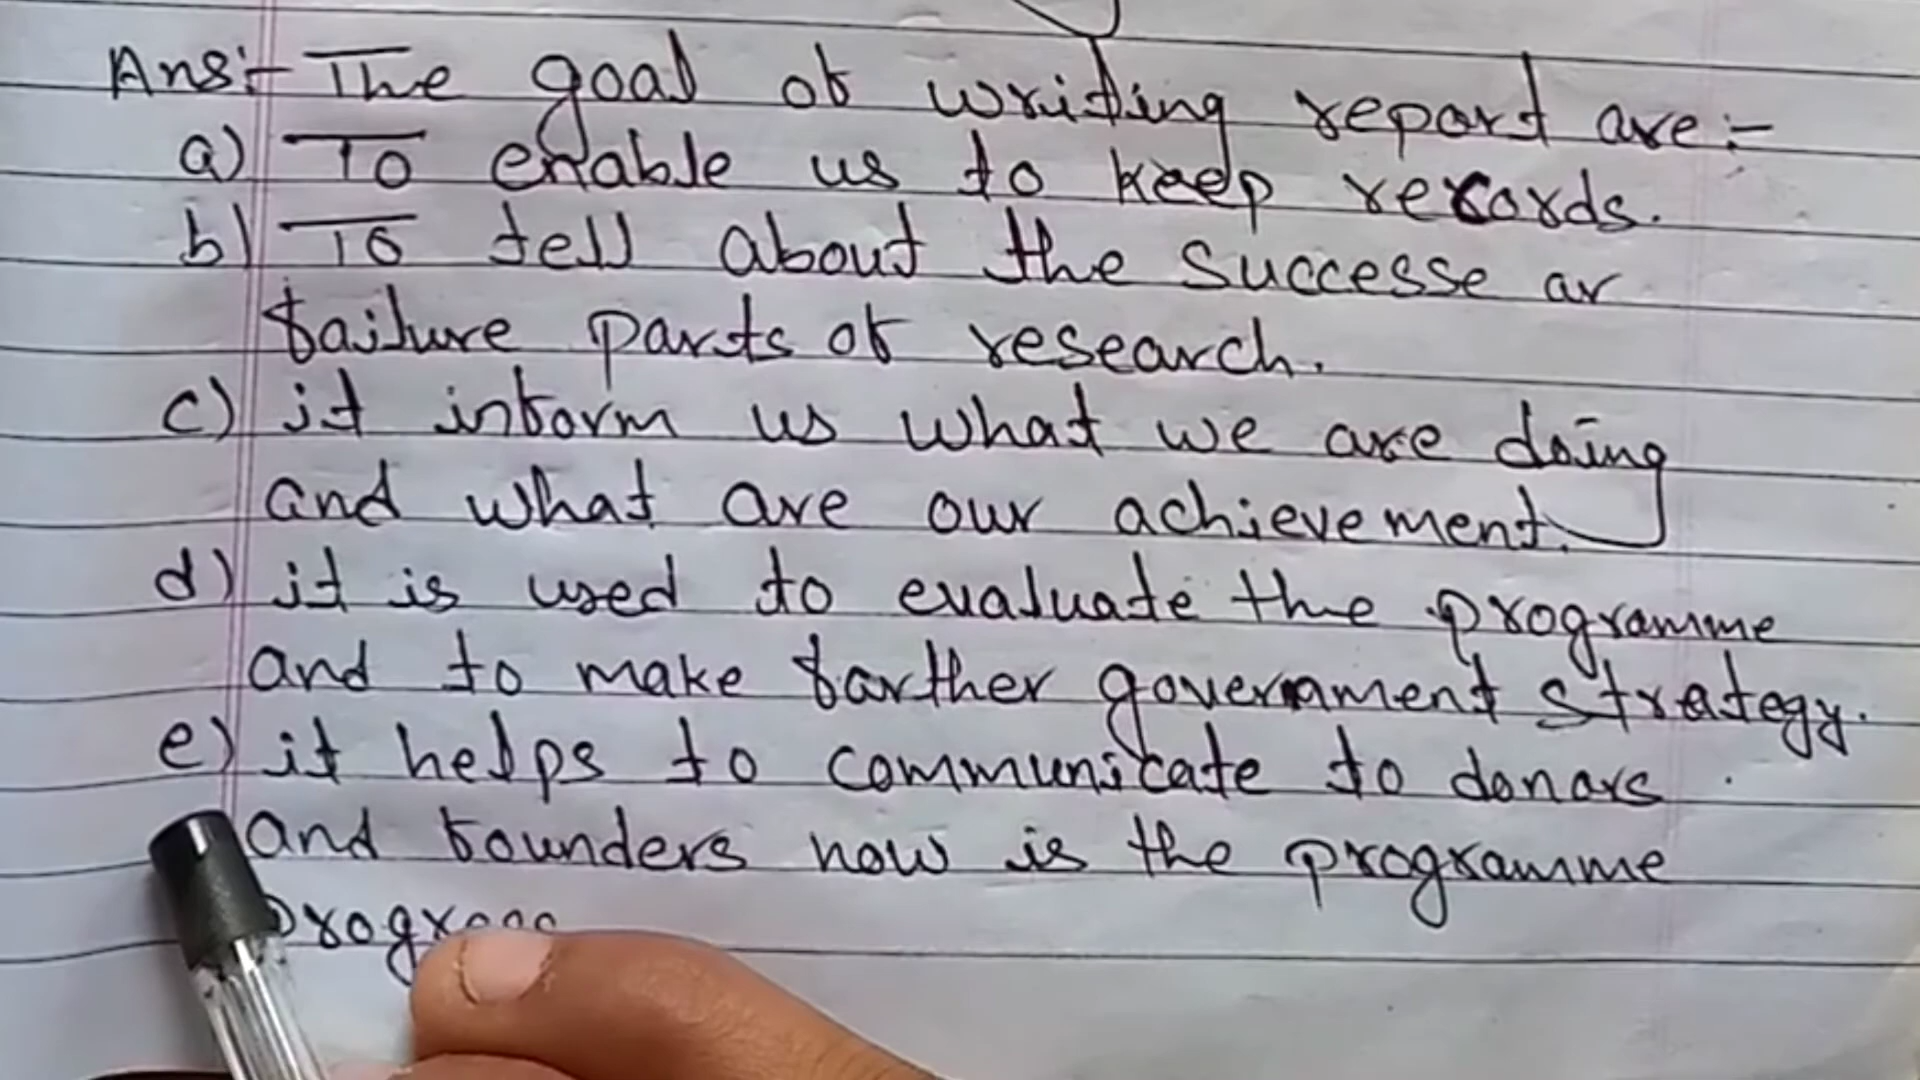 Ans:- The goal of writing report are:-
a) To enable us to keep records.
b) To tell about the successe or
failure parts of research.
c) it inform us what we are doing
and what are our achievement.
d) it is used to evaluate the programme
and to make farther government strategy.
e) it helps to communicate to donars
and founders how is the programme